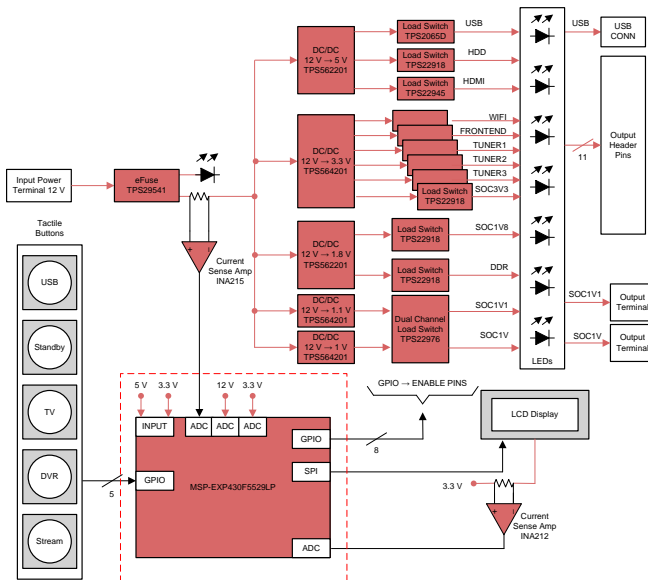 Input Power
Terminal 12 V
eFuse
TPS29541
Current
Sense Amp
INA215
DC/DC
12 V → 5 V
TPS562201
DC/DC
12 V → 3.3 V
TPS564201
DC/DC
12 V → 1.8 V
TPS562201
DC/DC
12 V → 1.1 V
TPS564201
DC/DC
12 V → 1 V
TPS564201
Load Switch
TPS2065D
Load Switch
TPS22918
Load Switch
TPS22945
Load Switch
TPS22918
Load Switch
TPS22918
Load Switch
TPS22918
Dual Channel
Load Switch
TPS22976
USB
HDD
HDMI
WIFI
FRONTEND
TUNER1
TUNER2
TUNER3
SOC3V3
SOC1V8
DDR
SOC1V1
SOC1V
LEDs
USB
USB
CONN
11
Output
Header
Pins
SOC1V1
Output
Terminal
SOC1V
Output
Terminal
Tactile
Buttons
USB
Standby
TV
DVR
Stream
5
5 V
3.3 V
12 V
3.3 V
INPUT
ADC
ADC
ADC
GPIO
SPI
GPIO
MSP-EXP430F5529LP
ADC
8
GPIO → ENABLE PINS
LCD Display
3.3 V
Current
Sense Amp
INA212